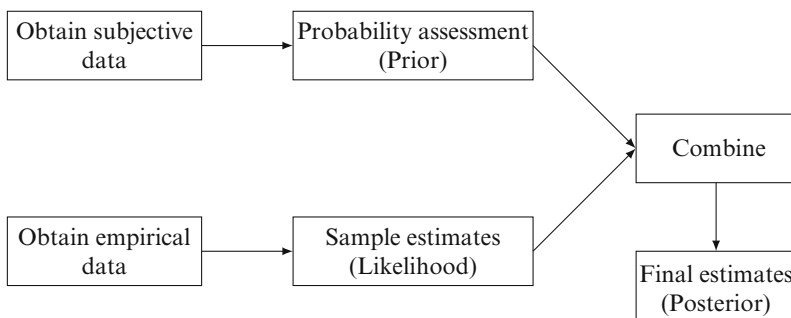 Obtain subjective
data
Probability assessment
(Prior)
Combine
Obtain empirical
data
Sample estimates
(Likelihood)
Final estimates
(Posterior)